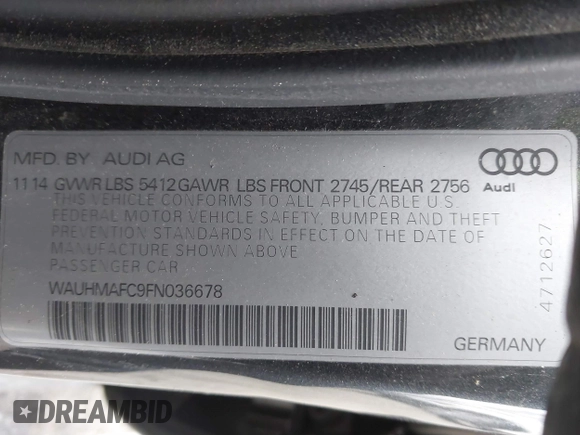 MFD. BY AUDI AG
1114 GVWR LBS 5412 GAWR LBS FRONT 2745/REAR 2756
Audi
THIS VEHICLE CONFORMS TO ALL APPLICABLE U.S.
FEDERAL MOTOR VEHICLE SAFETY, BUMPER AND THEFT
PREVENTION STANDARDS IN EFFECT ON THE DATE OF
MANUFACTURE SHOWN ABOVE
PASSENGER CAR
WAUHMAFC9FN036678
4712627
GERMANY
DREAMBID